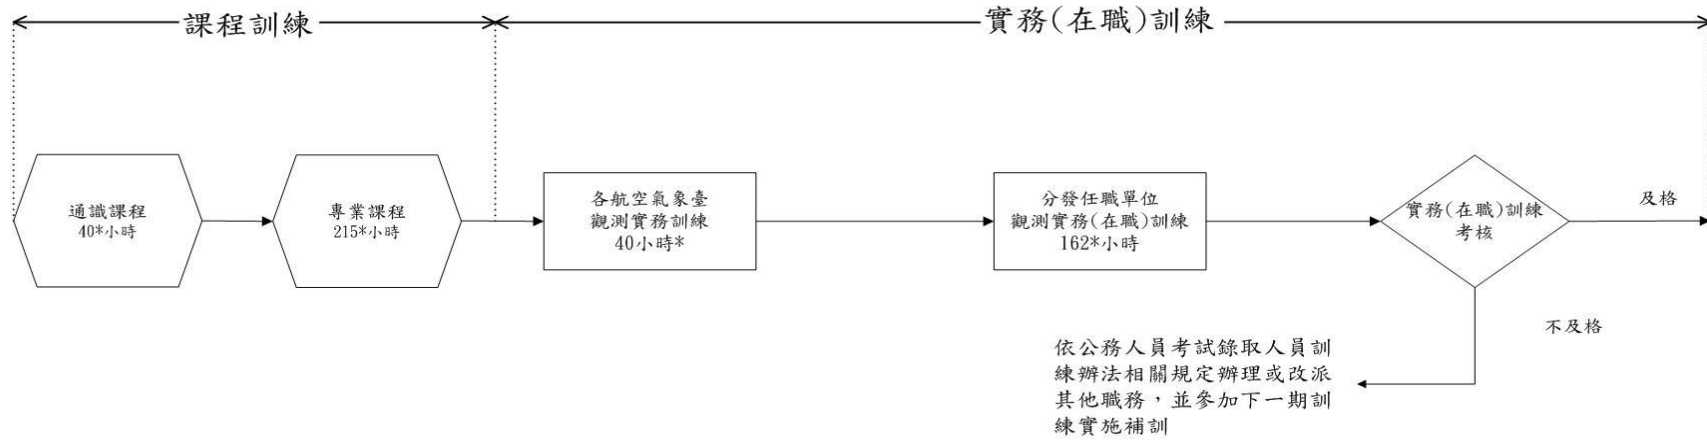 課程訓練
實務(在職)訓練
通識課程
40*小時
專業課程
215*小時
各航空氣象臺
觀測實務訓練
40小時*
分發任職單位
觀測實務(在職)訓練
162*小時
實務(在職)訓練
考核
及格
不及格
依公務人員考試錄取人員訓
練辦法相關規定辦理或改派
其他職務，並參加下一期訓
練實施補訓